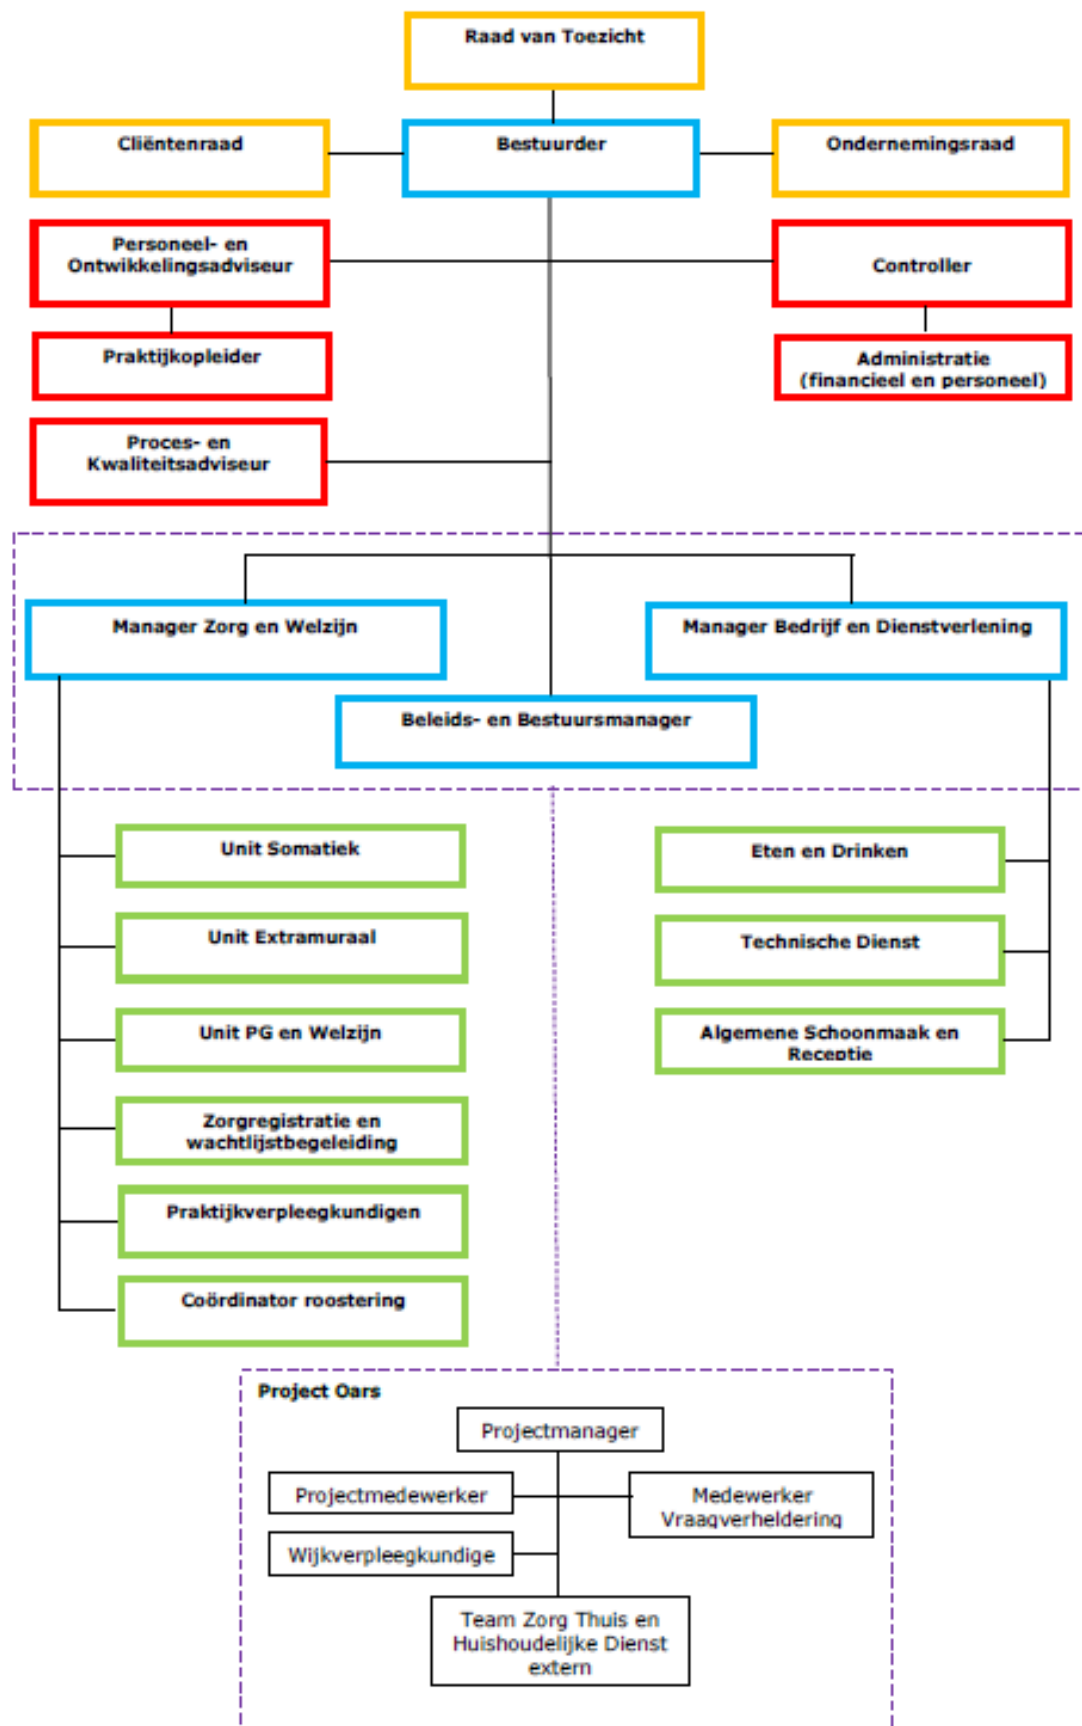 Raad van Toezicht
Cliëntenraad
Bestuurder
Ondernemingsraad
Personeel- en
Ontwikkelingsadviseur
Controller
Praktijkopleider
Administratie
(financieel en personeel)
Proces- en
Kwaliteitsadviseur
Manager Zorg en Welzijn
Manager Bedrijf en Dienstverlening
Beleids- en Bestuursmanager
Unit Somatiek
Unit Extramuraal
Unit PG en Welzijn
Zorgregistratie en
wachtlijstbegeleiding
Praktijkverpleegkundigen
Coördinator roostering
Eten en Drinken
Technische Dienst
Algemene Schoonmaak en
Receptie
Project Oars
Projectmanager
Projectmedewerker
Medewerker
Vraagverheldering
Wijkverpleegkundige
Team Zorg Thuis en
Huishoudelijke Dienst
extern